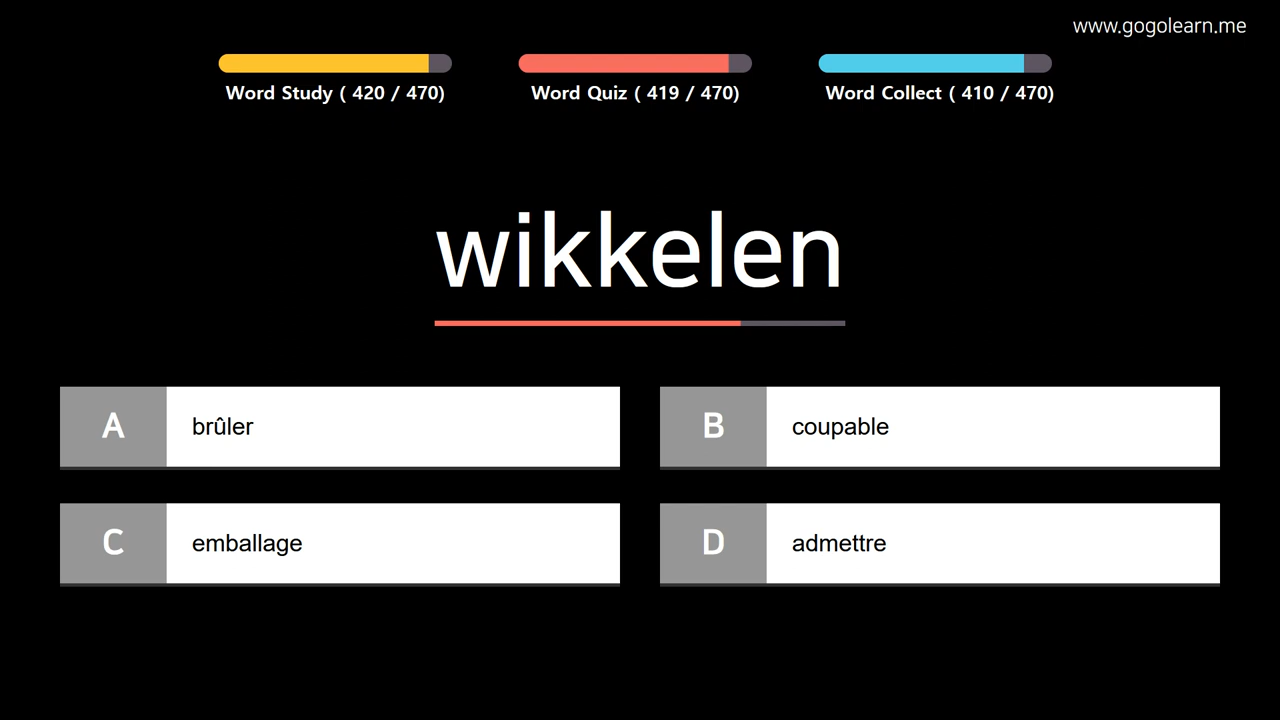 www.gogolearn.me
Word Study ( 420 / 470)
Word Quiz ( 419 / 470)
Word Collect ( 410 / 470)
wikkelen
A brûler
B coupable
C emballage
D admettre